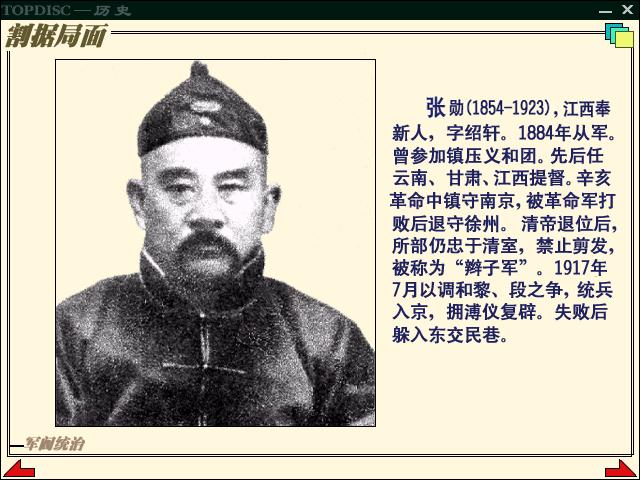 TOPDISC—历史
割据局面
张勋(1854-1923),江西奉
新人,字绍轩。1884年从军。
曾参加镇压义和团。先后任
云南、甘肃、江西提督。辛亥
革命中镇守南京,被革命军打
败后退守徐州。 清帝退位后,
所部仍忠于清室,禁止剪发,
被称为“辫子军”。1917年
7月以调和黎、段之争,统兵
入京,拥溥仪复辟。失败后
躲入东交民巷。
军阀统治